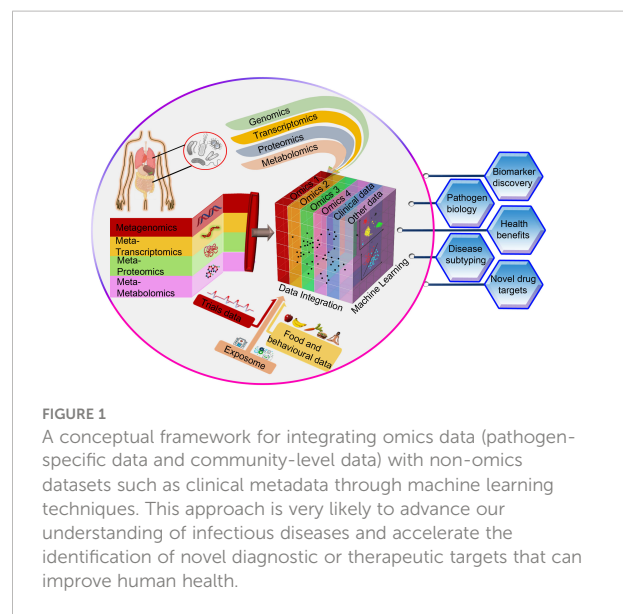 Genomics
Transcriptomics
Proteomics
Metabolomics
Omics 1
Omics 2
Omics 3
Omics 4
Clinical data
Other data
Metagenomics
Meta-
Transcriptomics
Meta-
Proteomics
Meta-
Metabolomics
Data Integration
Machine Learning
Trials data
Food and
behavioural data
Exposome
Biomarker
discovery
Pathogen
biology
Health
benefits
Disease
subtyping
Novel drug
targets
FIGURE 1
A conceptual framework for integrating omics data (pathogen-
specific data and community-level data) with non-omics
datasets such as clinical metadata through machine learning
techniques. This approach is very likely to advance our
understanding of infectious diseases and accelerate the
identification of novel diagnostic or therapeutic targets that can
improve human health.